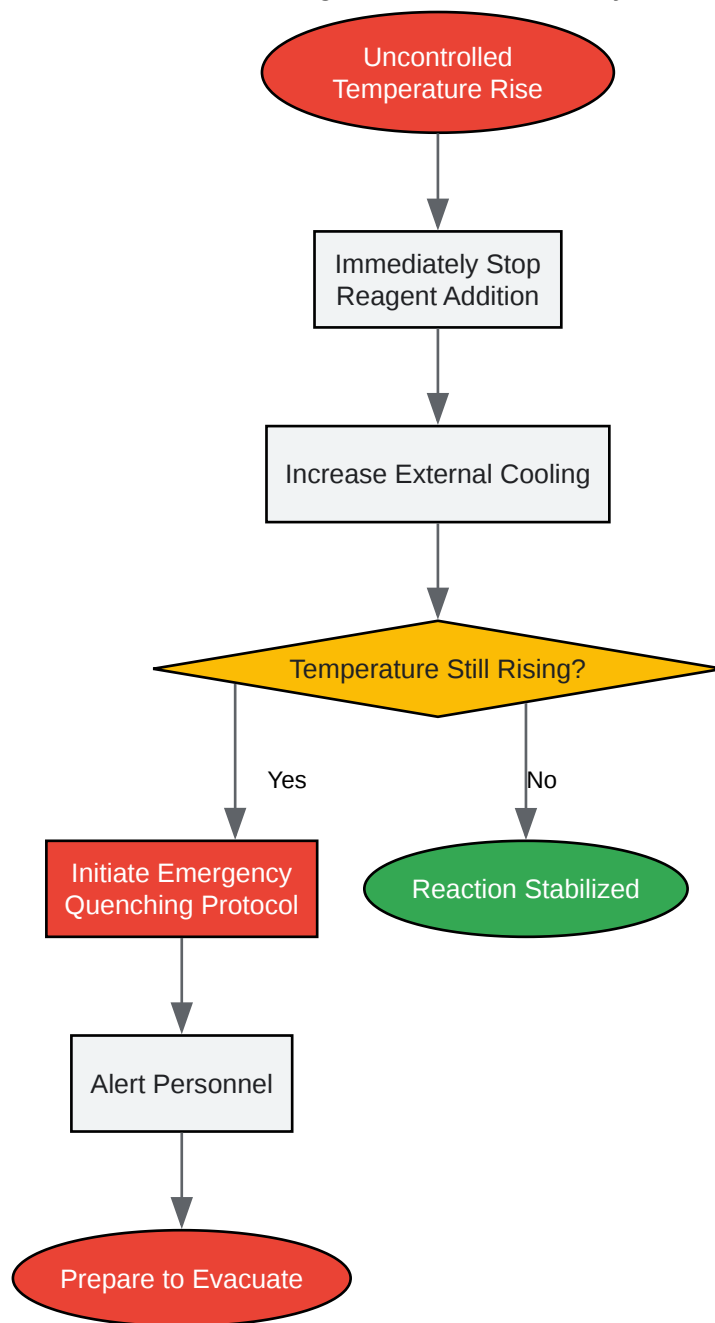 Uncontrolled
Temperature Rise
Immediately Stop
Reagent Addition
Increase External Cooling
Temperature Still Rising?
Yes
No
Initiate Emergency
Quenching Protocol
Reaction Stabilized
Alert Personnel
Prepare to Evacuate